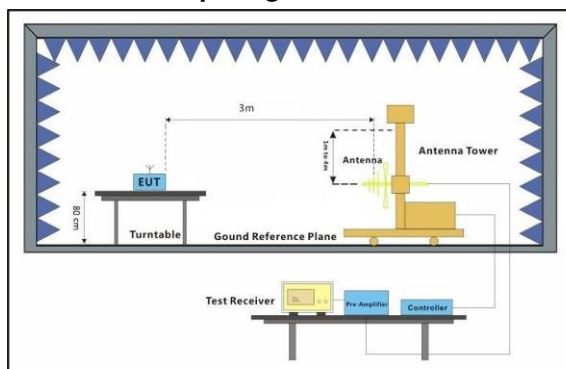 3m
1m to 4m
Antenna
Antenna Tower
EUT
80 cm
Turntable
Gound Reference Plane
Test Receiver
Pre-Amplifier
Controller